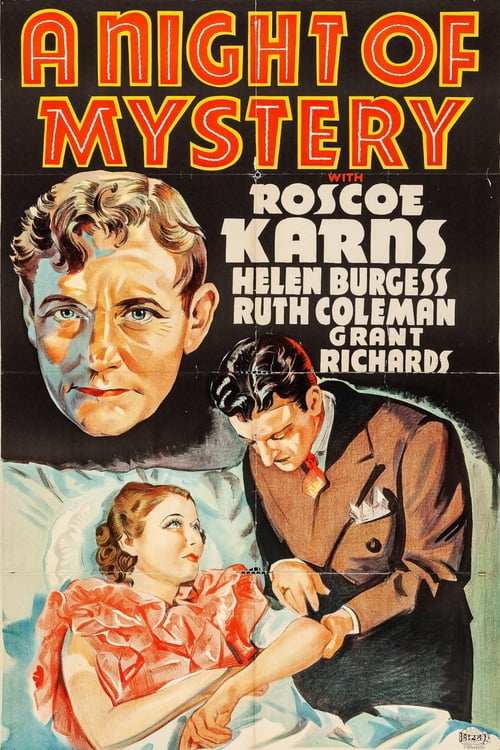 A NIGHT OF
MYSTERY
WITH
ROSCOE
KARNS
HELEN BURGESS
RUTH COLEMAN
GRANT
RICHARDS